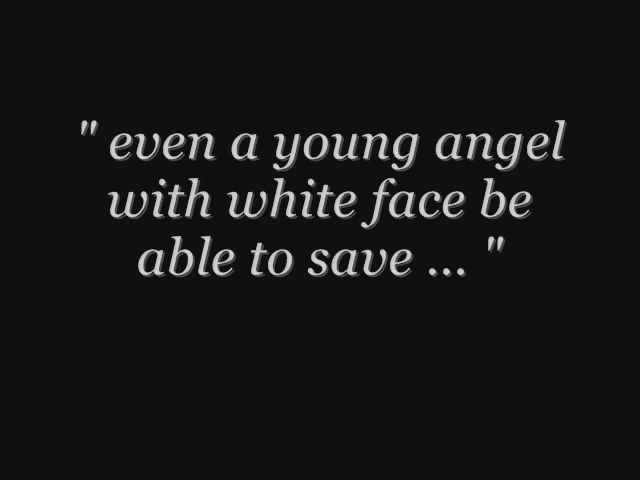 " even a young angel
with white face be
able to save ... "